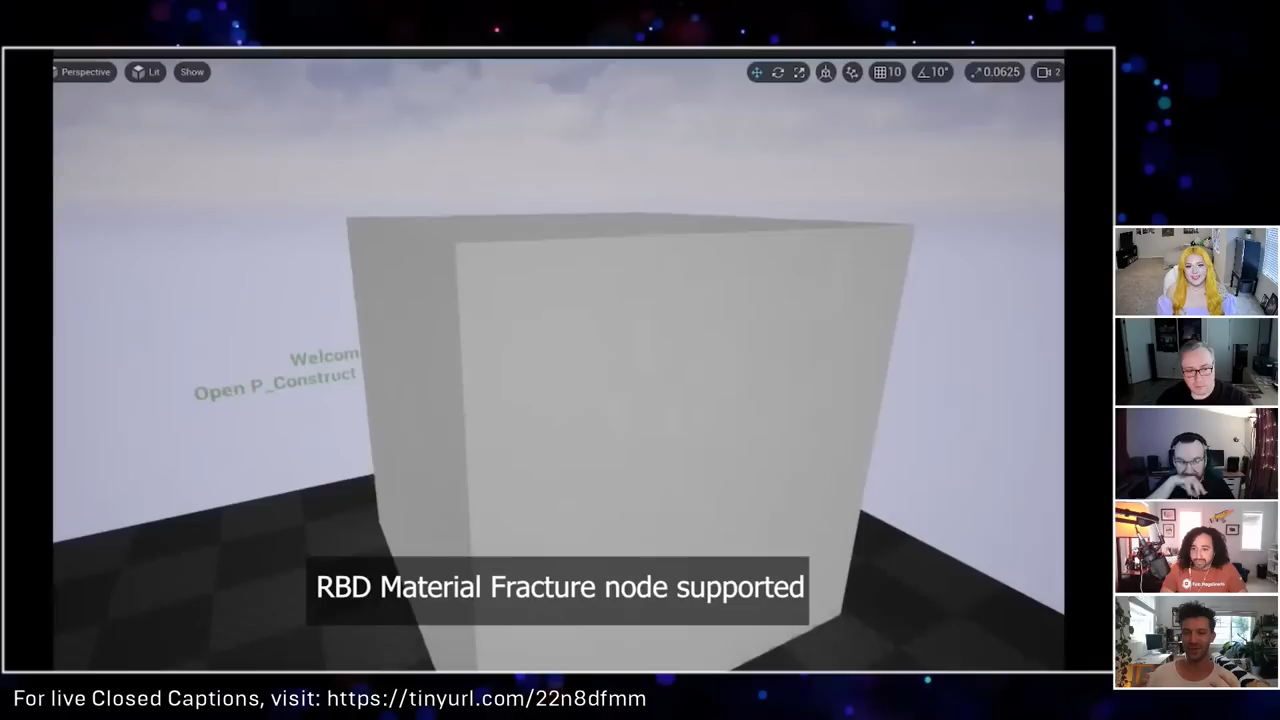 Perspective
Lit
Show
10
10°
0.0625
2
Welcom
Open P_Construct
RBD Material Fracture node supported
For live Closed Captions, visit: https://tinyurl.com/22n8dfmm